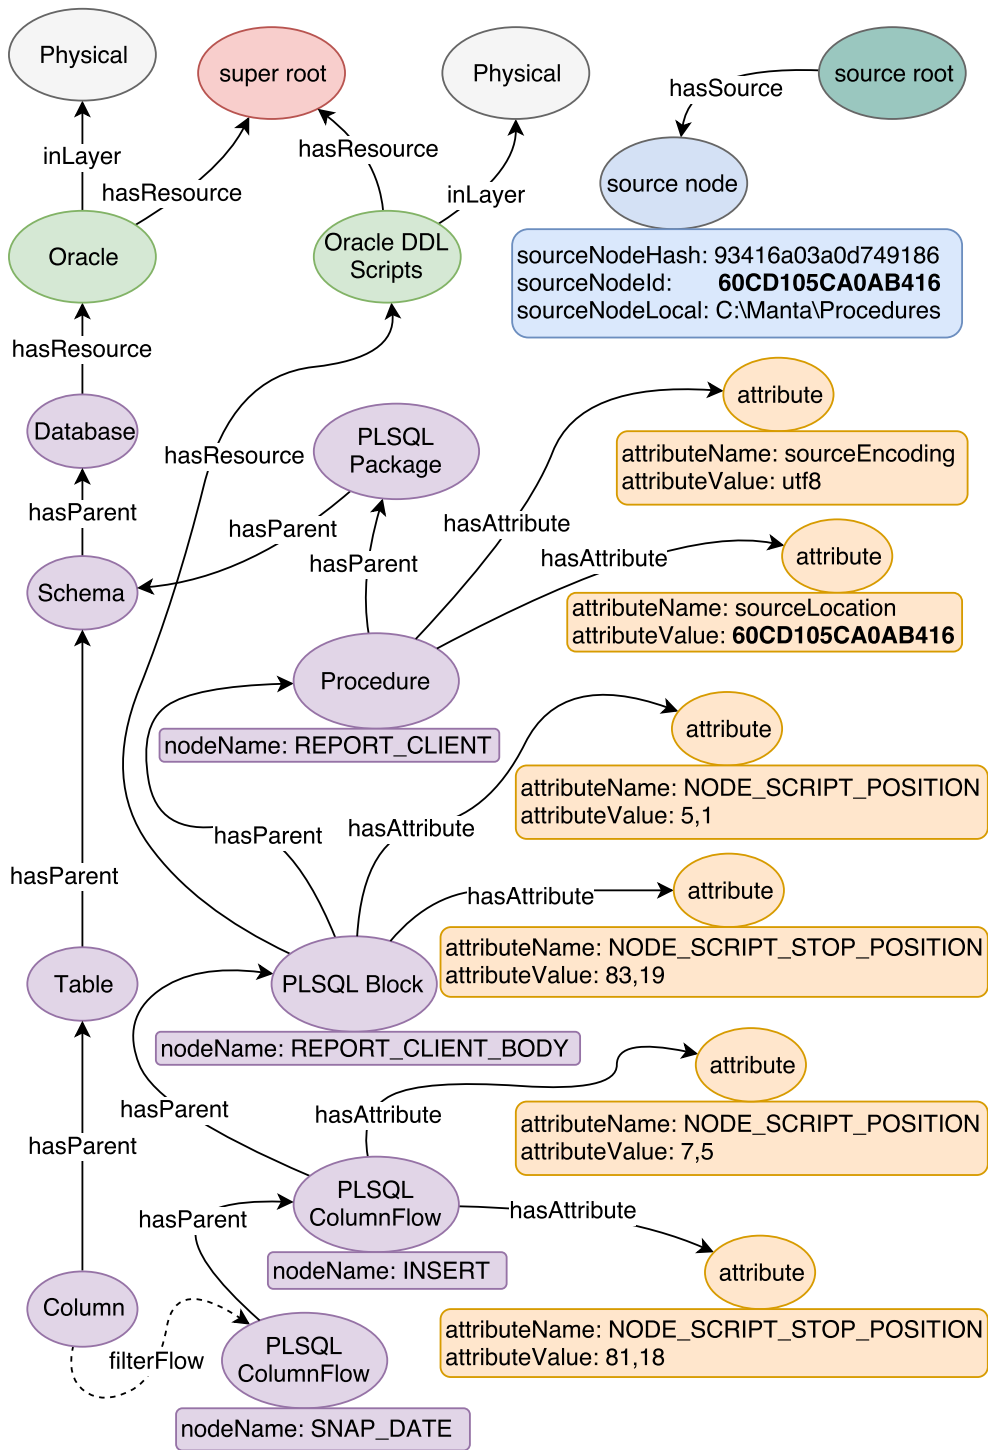 Physical
super root
Physical
source root
hasSource
inLayer
hasResource
hasResource
inLayer
source node
Oracle
Oracle DDL
Scripts
sourceNodeHash: 93416a03a0d749186
sourceNodeId: 60CD105CA0AB416
sourceNodeLocal: C:\Manta\Procedures
hasResource
Database
PLSQL
Package
hasResource
attribute
attributeName: sourceEncoding
attributeValue: utf8
hasParent
hasParent
hasParent
hasAttribute
hasAttribute
attribute
Schema
attributeName: sourceLocation
attributeValue: 60CD105CA0AB416
Procedure
nodeName: REPORT_CLIENT
attribute
attributeName: NODE_SCRIPT_POSITION
attributeValue: 5,1
hasParent
hasAttribute
hasParent
hasAttribute
attribute
attributeName: NODE_SCRIPT_STOP_POSITION
attributeValue: 83,19
Table
PLSQL Block
nodeName: REPORT_CLIENT_BODY
attribute
attributeName: NODE_SCRIPT_POSITION
attributeValue: 7,5
hasParent
hasAttribute
hasParent
PLSQL
ColumnFlow
nodeName: INSERT
hasParent
hasAttribute
attribute
attributeName: NODE_SCRIPT_STOP_POSITION
attributeValue: 81,18
Column
filterFlow
PLSQL
ColumnFlow
nodeName: SNAP_DATE